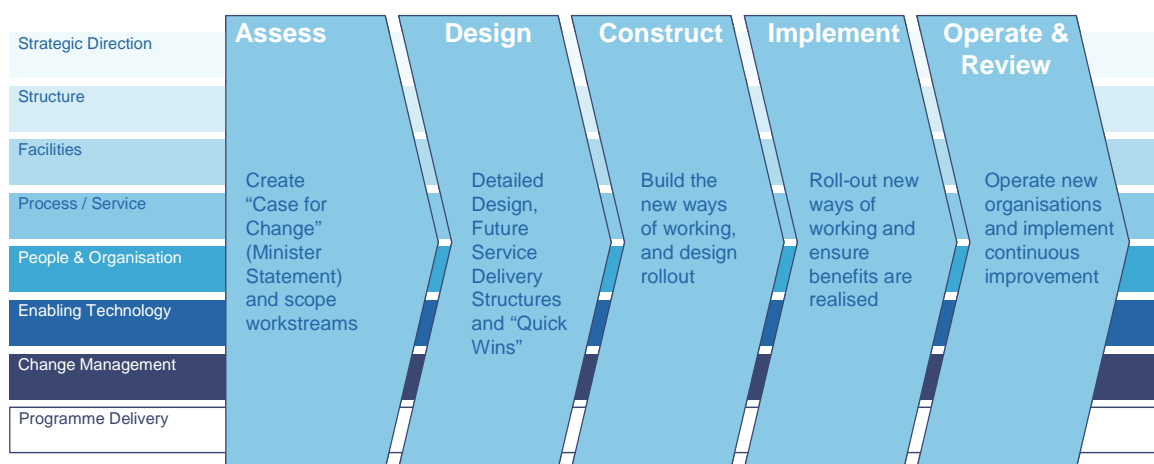 Assess
Design
Construct
Implement
Operate &
Review
Strategic Direction
Structure
Facilities
Process / Service
People & Organisation
Enabling Technology
Change Management
Programme Delivery
Create
“Case for
Change”
(Minister
Statement)
and scope
workstreams
Detailed
Design,
Future
Service
Delivery
Structures
and “Quick
Wins”
Build the
new ways
of working,
and design
rollout
Roll-out new
ways of
working and
ensure
benefits are
realised
Operate new
organisations
and implement
continuous
improvement